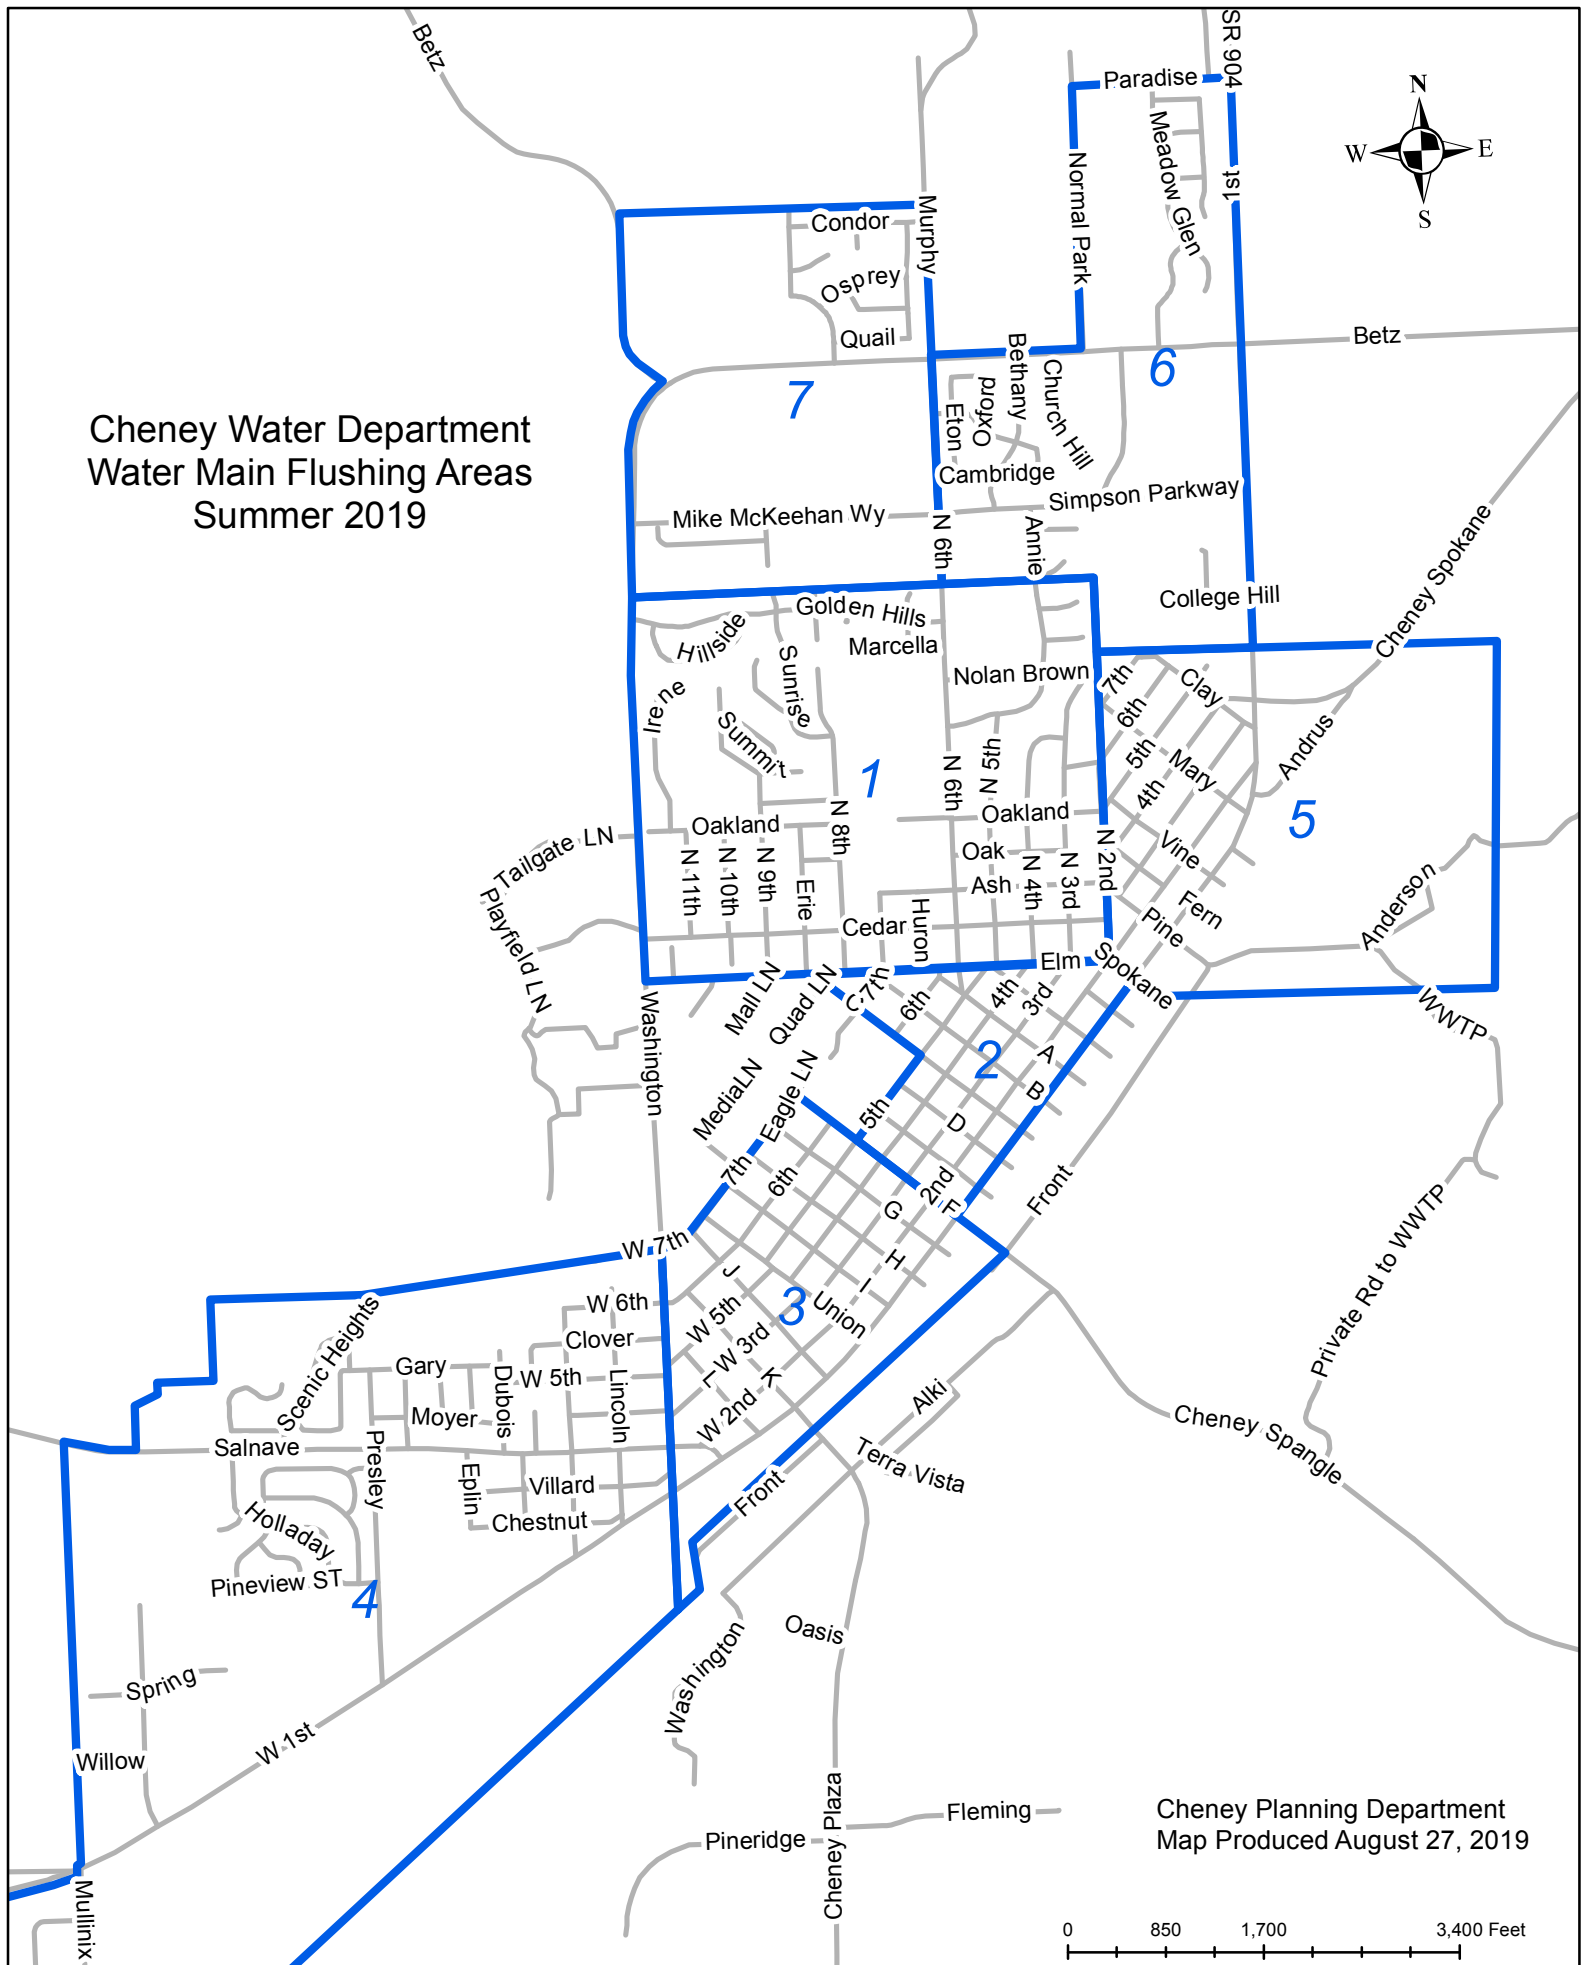 Betz
SR 904
Paradise
N
W
E
S
Meadow Glen
1st
Normal Park
Condor
Murphy
Osprey
Quail
Betz
Bethany
Church Hill
6
7
Oxford
Eton
Cheney Water Department
Water Main Flushing Areas
Summer 2019
Cambridge
Simpson Parkway
Mike McKeehan Wy
N 6th
Annie
Cheney Spokane
College Hill
Golden Hills
Hillside
Marcella
Sunrise
Nolan Brown
7th
Clay
Irene
6th
Summit
5th
Mary
Andrus
1
N 6th
N 5th
4th
5
Oakland
N 8th
Oakland
N 2nd
Vine
Tailgate LN
Oak
N 11th
N 10th
N 9th
Erie
Ash
N 4th
N 3rd
Playfield LN
Huron
Fern
Anderson
Cedar
Pine
Elm
Spokane
Mall LN
Quad LN
C
7th
6th
4th
3rd
WWTP
Washington
2
A
MediaLN
Eagle LN
B
5th
D
7th
6th
2nd
F
G
Front
W 7th
H
Private Rd to WWTP
J
I
3
Union
W 6th
Scenic Heights
W 5th
Clover
W 3rd
Gary
Dubois
W 5th
Lincoln
L
K
Moyer
W 2nd
Alki
Cheney Spangle
Salnave
Presley
Terra Vista
Eplin
Villard
Front
Holladay
Chestnut
Pineview ST
4
Oasis
Washington
Spring
W 1st
Willow
Cheney Plaza
Fleming
Pineridge
Cheney Planning Department
Map Produced August 27, 2019
Mullinix
0 850 1,700 3,400 Feet